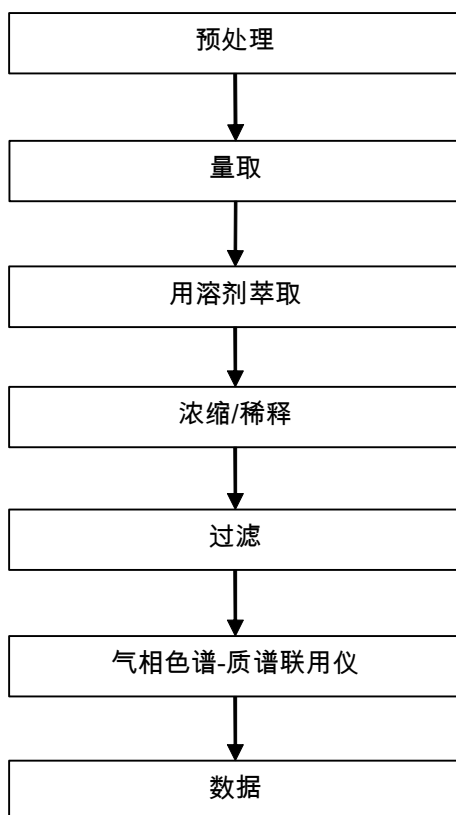 预处理
量取
用溶剂萃取
浓缩/稀释
过滤
气相色谱-质谱联用仪
数据